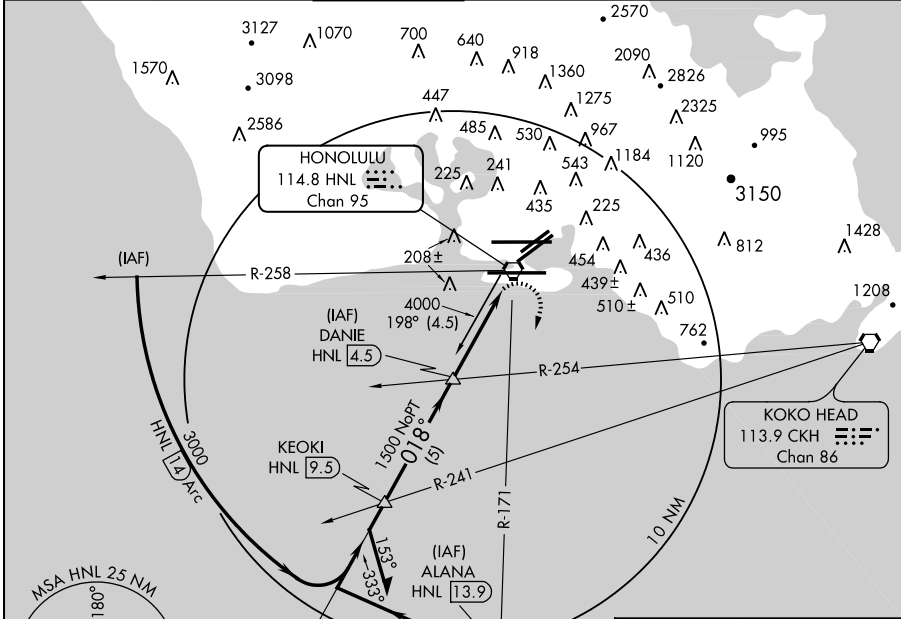 2570
3127
1070
700
640
918
2090
1570
1360
2826
3098
447
1275
2325
2586
485
530
967
995
HONOLULU
114.8 HNL
Chan 95
225
241
543
1184
1120
435
3150
225
(IAF)
R-258
208±
454
436
812
1428
439±
4000
198° (4.5)
510±
510
1208
(IAF)
DANIE
HNL 4.5
762
R-254
KOKO HEAD
113.9 CKH
Chan 86
3000
HNL 14 Arc
1500 NoPT
018°
(5)
KEOKI
HNL 9.5
R-241
R-171
10 NM
153°
333°
(IAF)
ALANA
HNL 13.9
MSA HNL 25 NM
180°